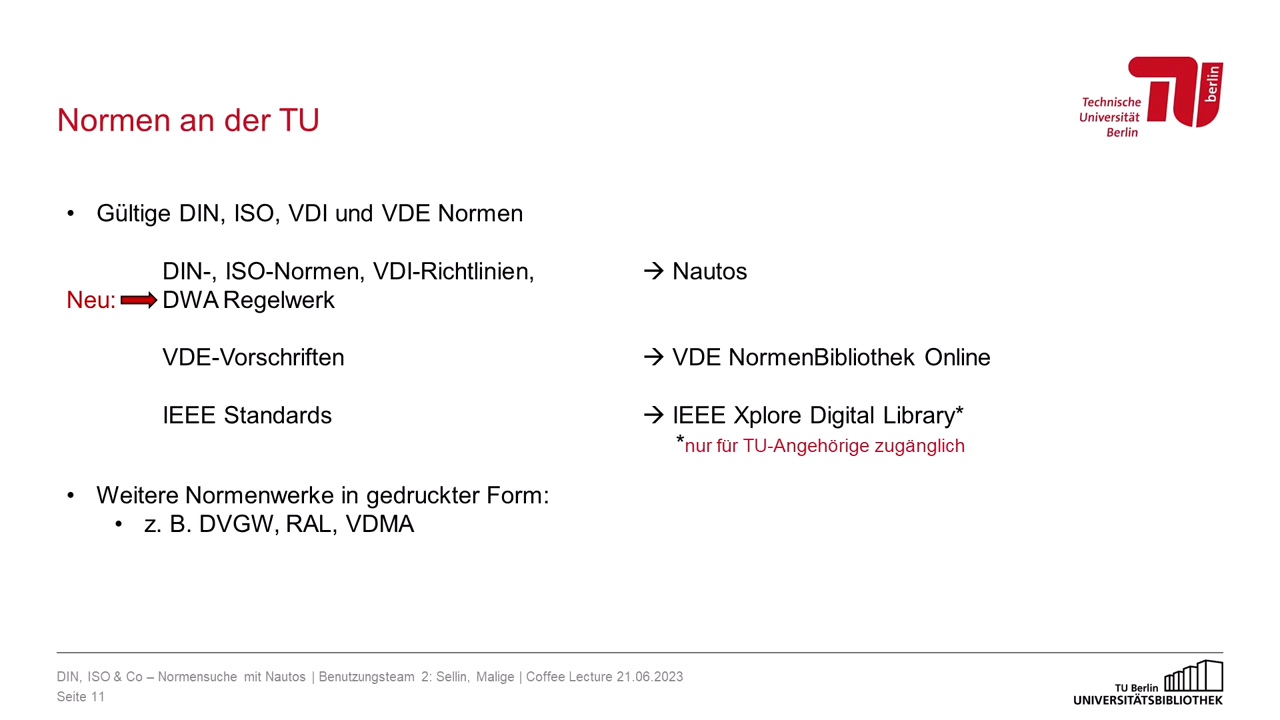 Technische
Universität
Berlin
berlin
Normen an der TU
• Gültige DIN, ISO, VDI und VDE Normen
DIN-, ISO-Normen, VDI-Richtlinien, → Nautos
Neu: DWA Regelwerk
VDE-Vorschriften → VDE NormenBibliothek Online
IEEE Standards → IEEE Xplore Digital Library*
*nur für TU-Angehörige zugänglich
• Weitere Normenwerke in gedruckter Form:
• z. B. DVGW, RAL, VDMA
DIN, ISO & Co – Normensuche mit Nautos | Benutzungsteam 2: Sellin, Malige | Coffee Lecture 21.06.2023
Seite 11
TU Berlin
UNIVERSITÄTSBIBLIOTHEK